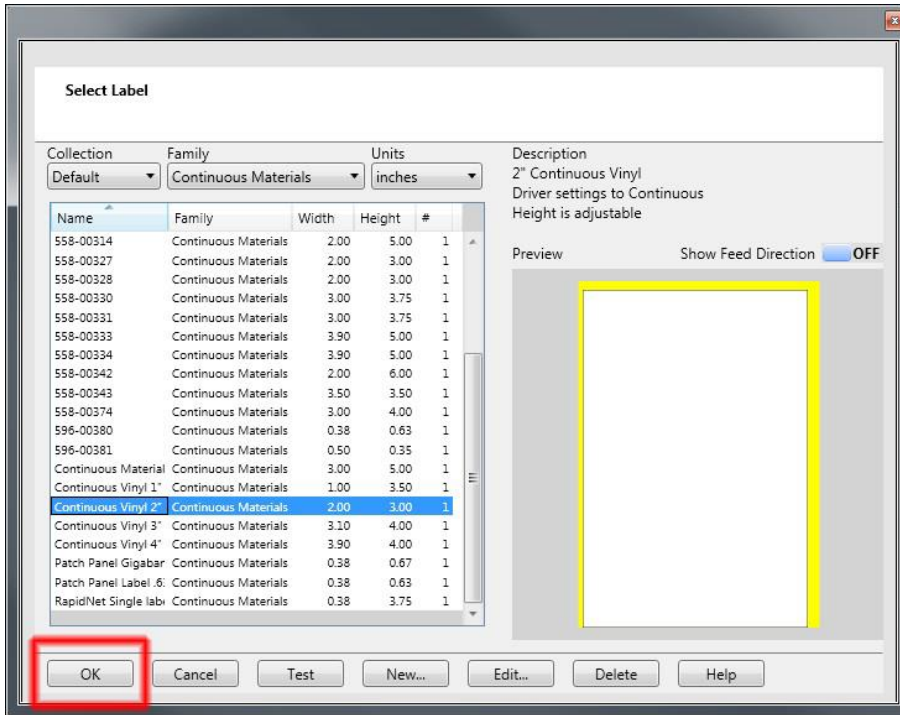 Select Label
Collection Family Units
Default Continuous Materials inches
Description
2" Continuous Vinyl
Driver settings to Continuous
Height is adjustable
Preview Show Feed Direction OFF
Name Family Width Height #
558-00314 Continuous Materials 2.00 5.00 1
558-00327 Continuous Materials 2.00 3.00 1
558-00328 Continuous Materials 2.00 3.00 1
558-00330 Continuous Materials 3.00 3.75 1
558-00331 Continuous Materials 3.00 3.75 1
558-00333 Continuous Materials 3.90 5.00 1
558-00334 Continuous Materials 3.90 5.00 1
558-00342 Continuous Materials 2.00 6.00 1
558-00343 Continuous Materials 3.50 3.50 1
558-00374 Continuous Materials 3.00 4.00 1
596-00380 Continuous Materials 0.38 0.63 1
596-00381 Continuous Materials 0.50 0.35 1
Continuous Material Continuous Materials 3.00 5.00 1
Continuous Vinyl 1" Continuous Materials 1.00 3.50 1
Continuous Vinyl 2" Continuous Materials 2.00 3.00 1
Continuous Vinyl 3" Continuous Materials 3.10 4.00 1
Continuous Vinyl 4" Continuous Materials 3.90 4.00 1
Patch Panel Gigabar Continuous Materials 0.38 0.67 1
Patch Panel Label .6 Continuous Materials 0.38 0.63 1
RapidNet Single lab Continuous Materials 0.38 3.75 1
OK Cancel Test New... Edit... Delete Help